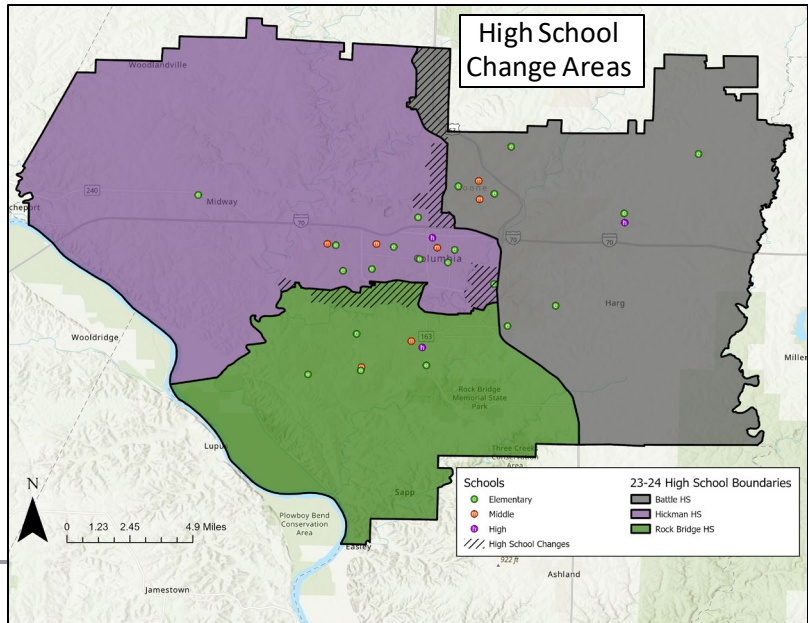 High School
Change Areas
Woodlandville
63
240
Midway
cheport
70
Boone
70
70
Columbia
Harg
Wooldridge
163
Miller
Rock Bridge
Memorial State
Park
Lupus
Three Creeks
Conservation
Area
Sapp
Plowboy Bend
Conservation
Area
Easley
Jamestown
922 ft
Ashland
N
0 1.23 2.45 4.9 Miles
Schools
e Elementary
m Middle
h High
High School Changes
23-24 High School Boundaries
Battle HS
Hickman HS
Rock Bridge HS